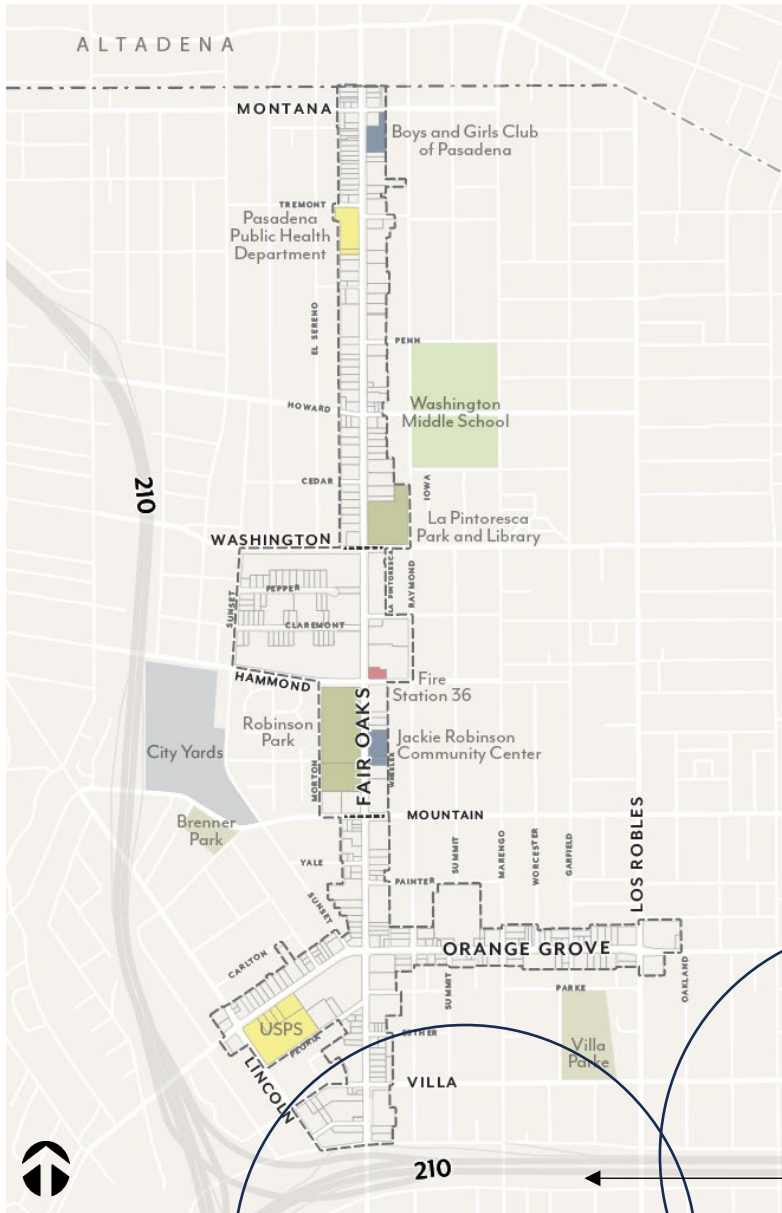 ALTADENA
MONTANA
Boys and Girls Club
of Pasadena
TREMONT
Pasadena
Public Health
Department
EL SERENO
PENN
HOWARD
Washington
Middle School
210
CEDAR
IOWA
La Pintoresca
Park and Library
WASHINGTON
LA PINTORESCA
RAYMOND
SUNSET
PEPPER
CLAREMONT
HAMMOND
Fire
Station 36
FAIR OAKS
Robinson
Park
Jackie Robinson
Community Center
City Yards
MORTON
WHEELER
Brenner
Park
MOUNTAIN
LOS ROBLES
YALE
SUMMIT
MARENGO
WORCESTER
GARFIELD
PAINTER
SUNSET
ORANGE GROVE
CARLTON
OAKLAND
SUMMIT
PARKE
USPS
PEORIA
ESTHER
Villa
Parke
LINCOLN
VILLA
210